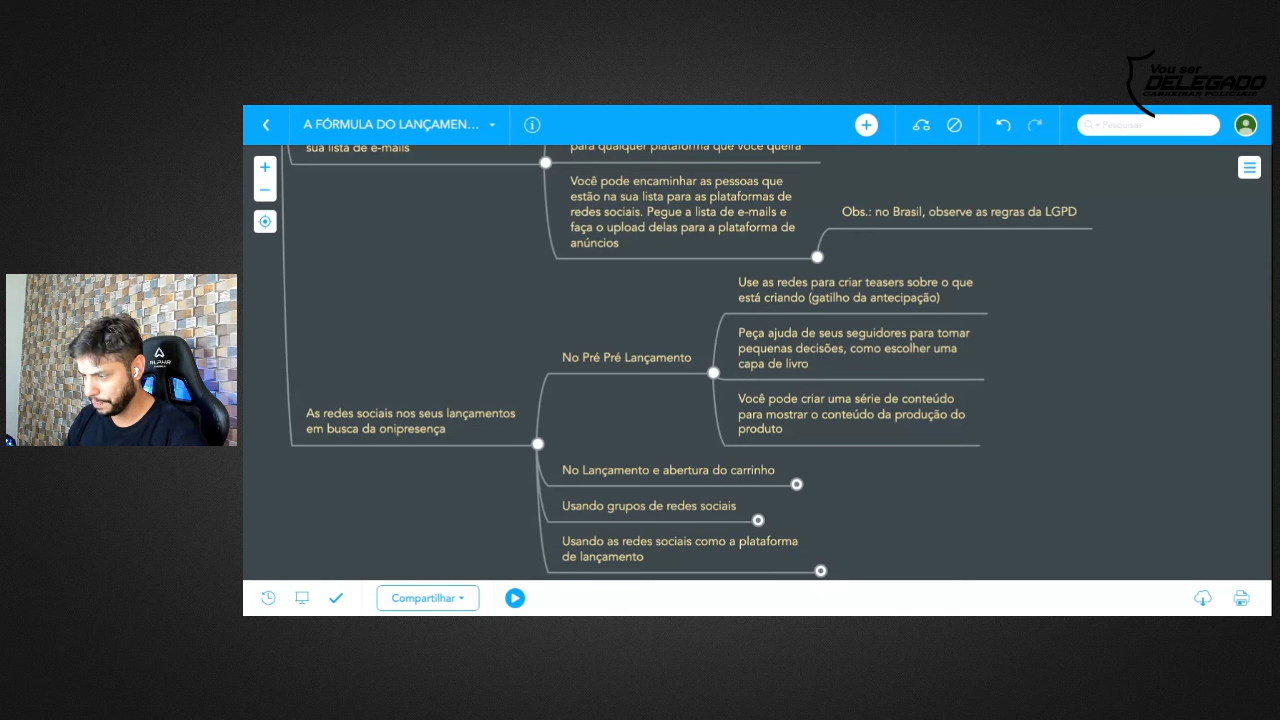 Vou ser
DELEGADO
CARREIRAS POLICIAIS
A FÓRMULA DO LANÇAMEN...
Pesquisar
sua lista de e-mails
para qualquer plataforma que você queira
Você pode encaminhar as pessoas que
estão na sua lista para as plataformas de
redes sociais. Pegue a lista de e-mails e
faça o upload delas para a plataforma de
anúncios
Obs.: no Brasil, observe as regras da LGPD
Use as redes para criar teasers sobre o que
está criando (gatilho da antecipação)
Peça ajuda de seus seguidores para tomar
pequenas decisões, como escolher uma
capa de livro
No Pré Pré Lançamento
Você pode criar uma série de conteúdo
para mostrar o conteúdo da produção do
produto
As redes sociais nos seus lançamentos
em busca da onipresença
No Lançamento e abertura do carrinho
Usando grupos de redes sociais
Usando as redes sociais como a plataforma
de lançamento
Compartilhar
ALPHA